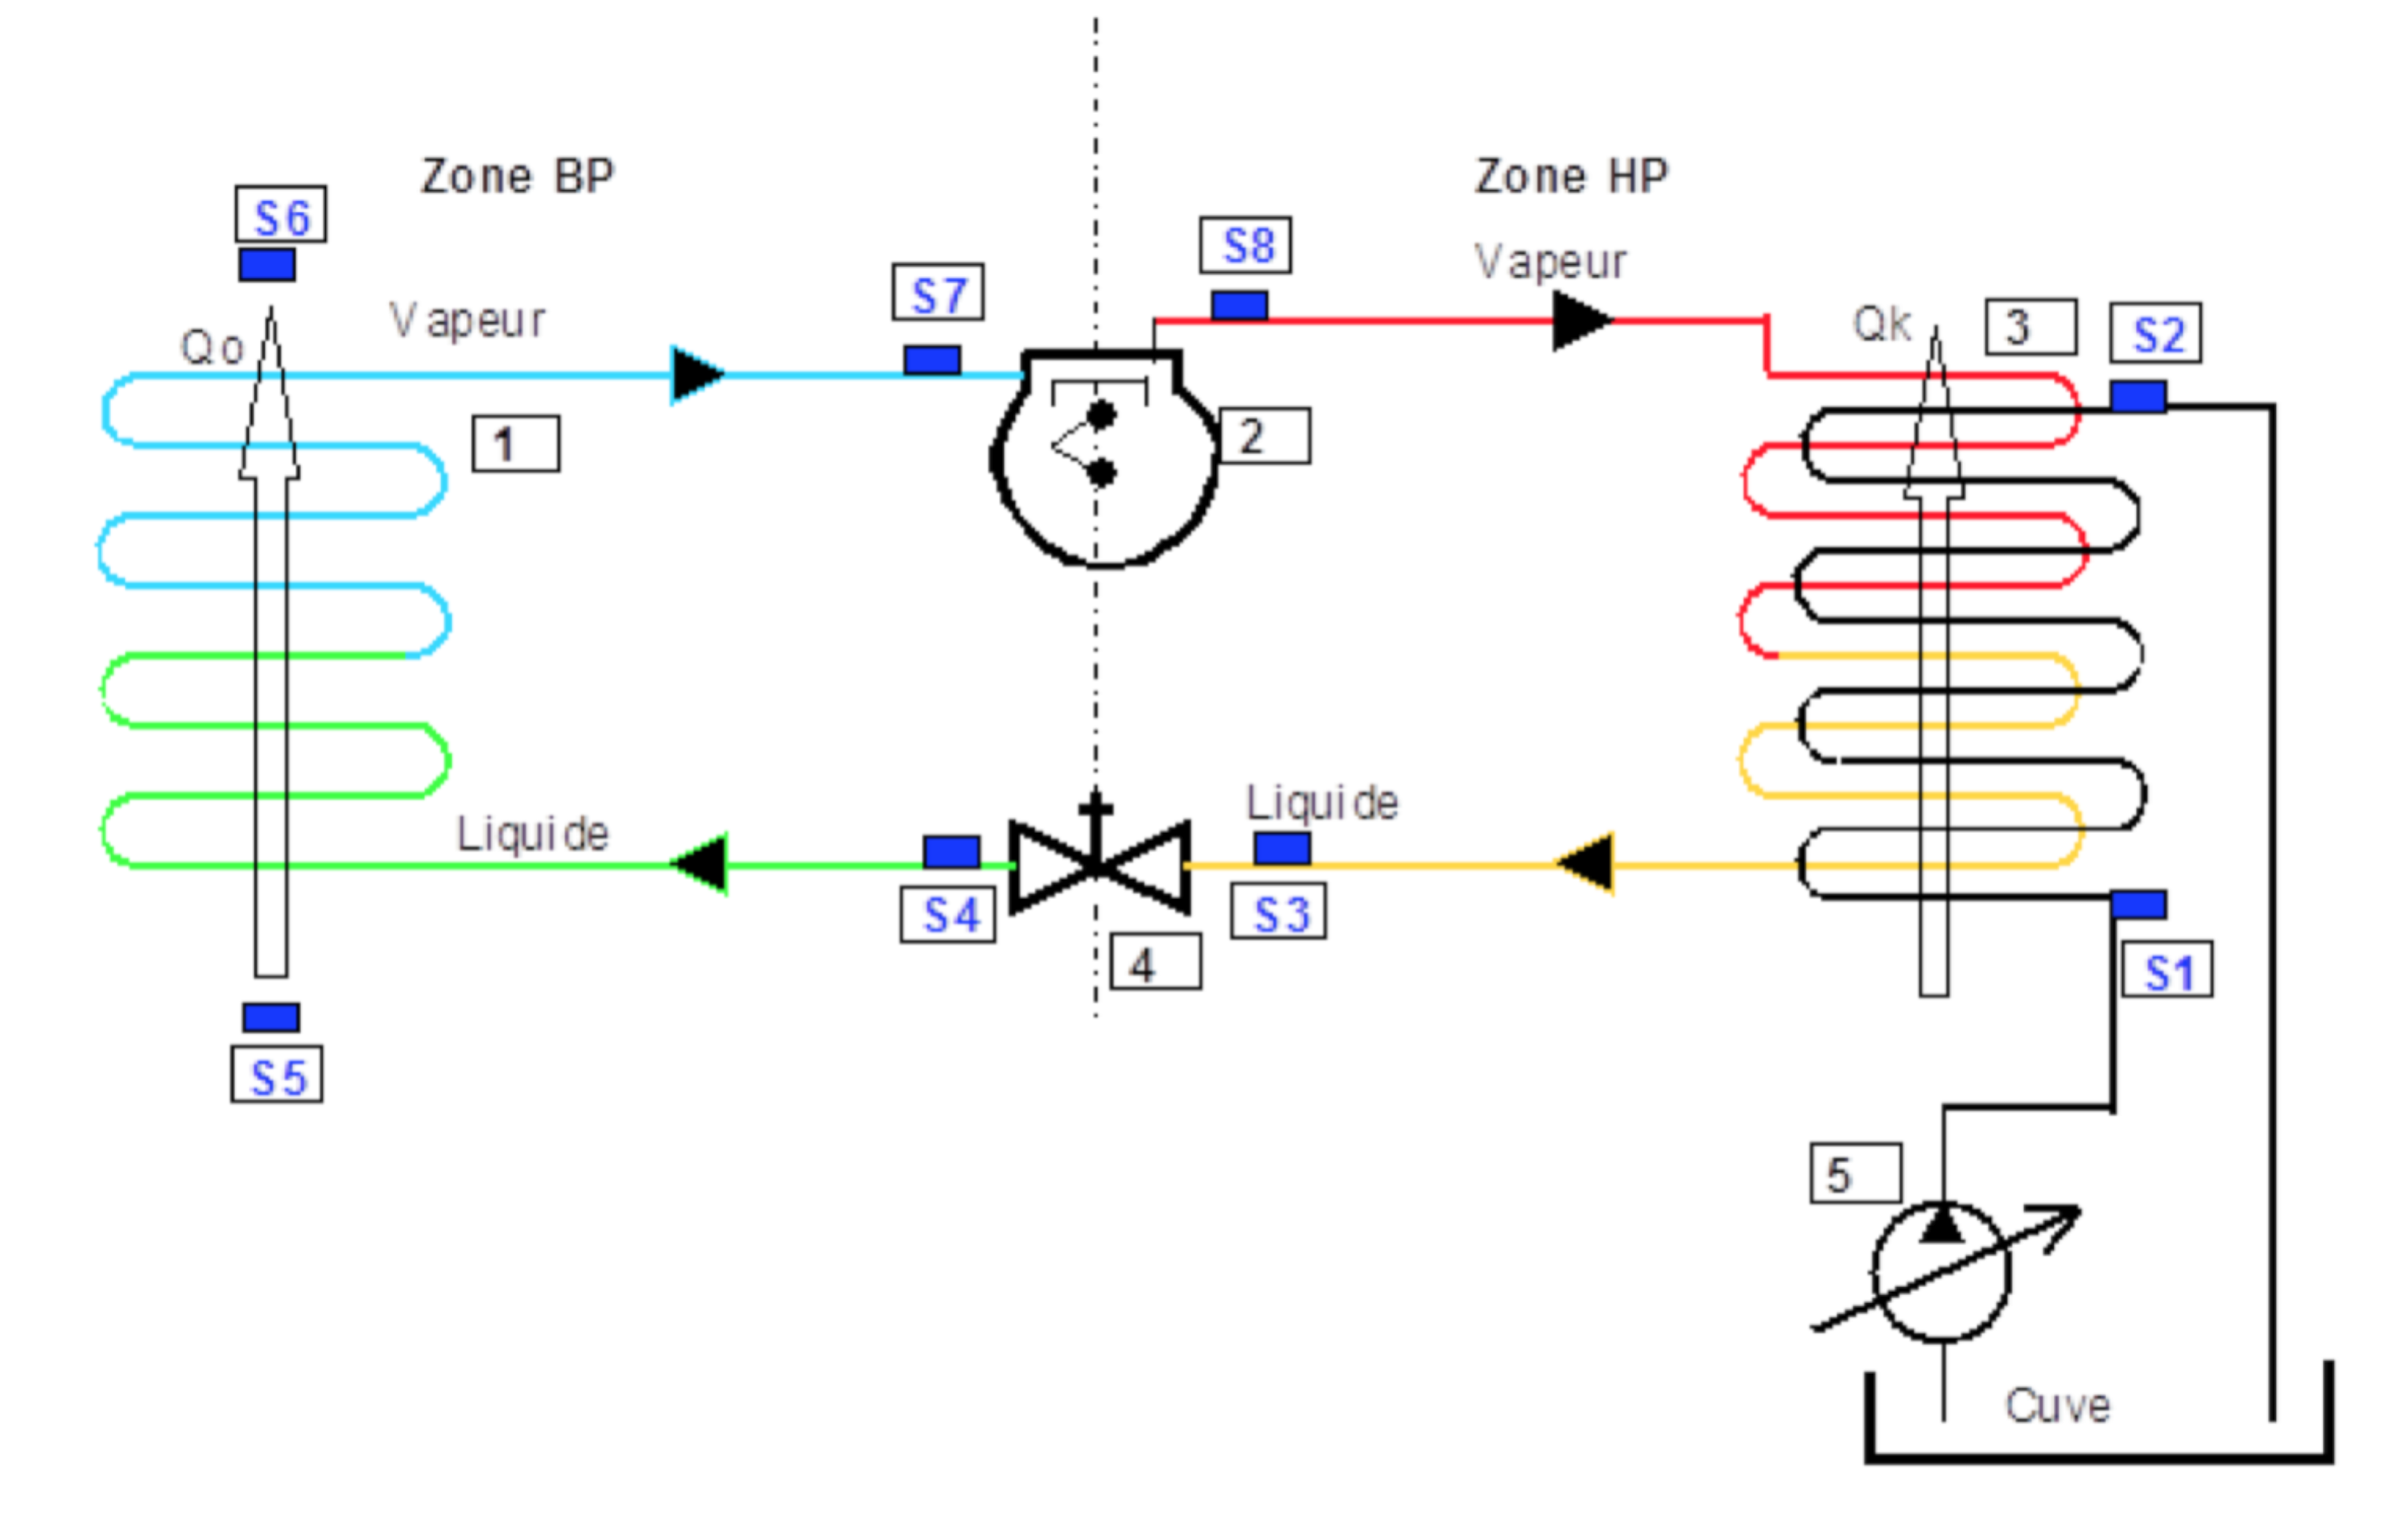 Zone BP
Zone HP
S6
S8
Vapeur
S7
Vapeur
Qo
Qk
3
S2
1
2
Liquide
Liquide
S4
S3
4
S1
S5
5
Cuve